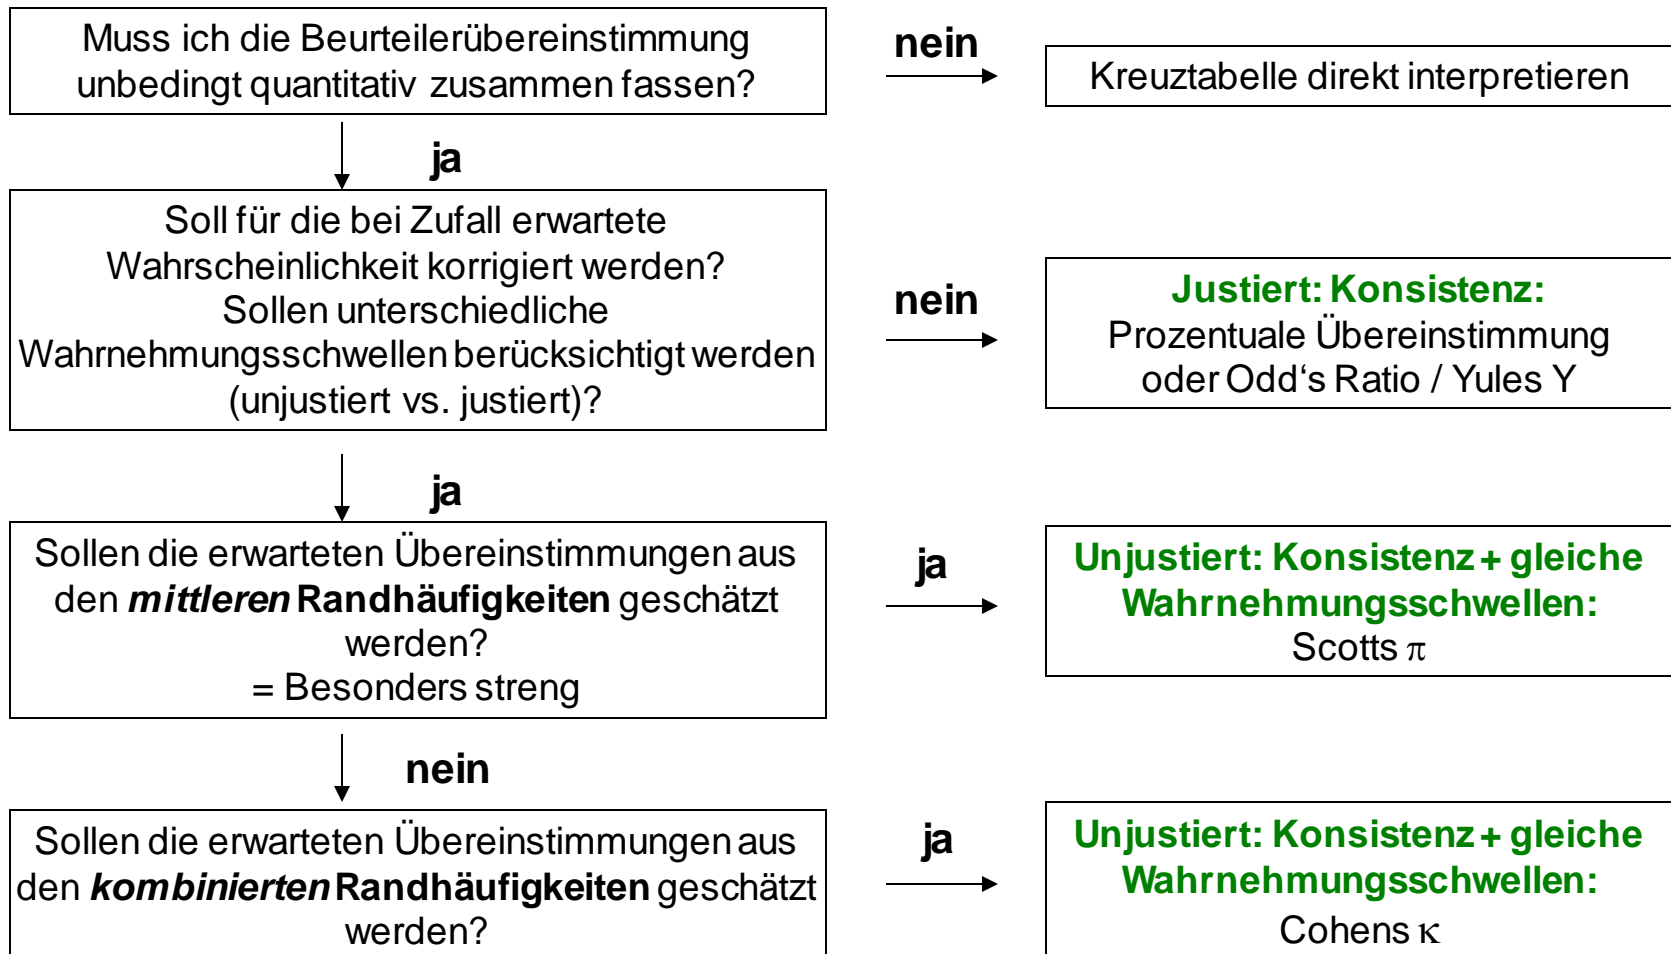 Muss ich die Beurteilerübereinstimmung
unbedingt quantitativ zusammen fassen?
nein
Kreuztabelle direkt interpretieren
ja
Soll für die bei Zufall erwartete
Wahrscheinlichkeit korrigiert werden?
Sollen unterschiedliche
Wahrnehmungsschwellen berücksichtigt werden
(unjustiert vs. justiert)?
nein
Justiert: Konsistenz:
Prozentuale Übereinstimmung
oder Odd‘s Ratio / Yules Y
ja
Sollen die erwarteten Übereinstimmungen aus
den mittleren Randhäufigkeiten geschätzt
werden?
= Besonders streng
ja
Unjustiert: Konsistenz + gleiche
Wahrnehmungsschwellen:
Scotts π
nein
Sollen die erwarteten Übereinstimmungen aus
den kombinierten Randhäufigkeiten geschätzt
werden?
ja
Unjustiert: Konsistenz + gleiche
Wahrnehmungsschwellen:
Cohens κ